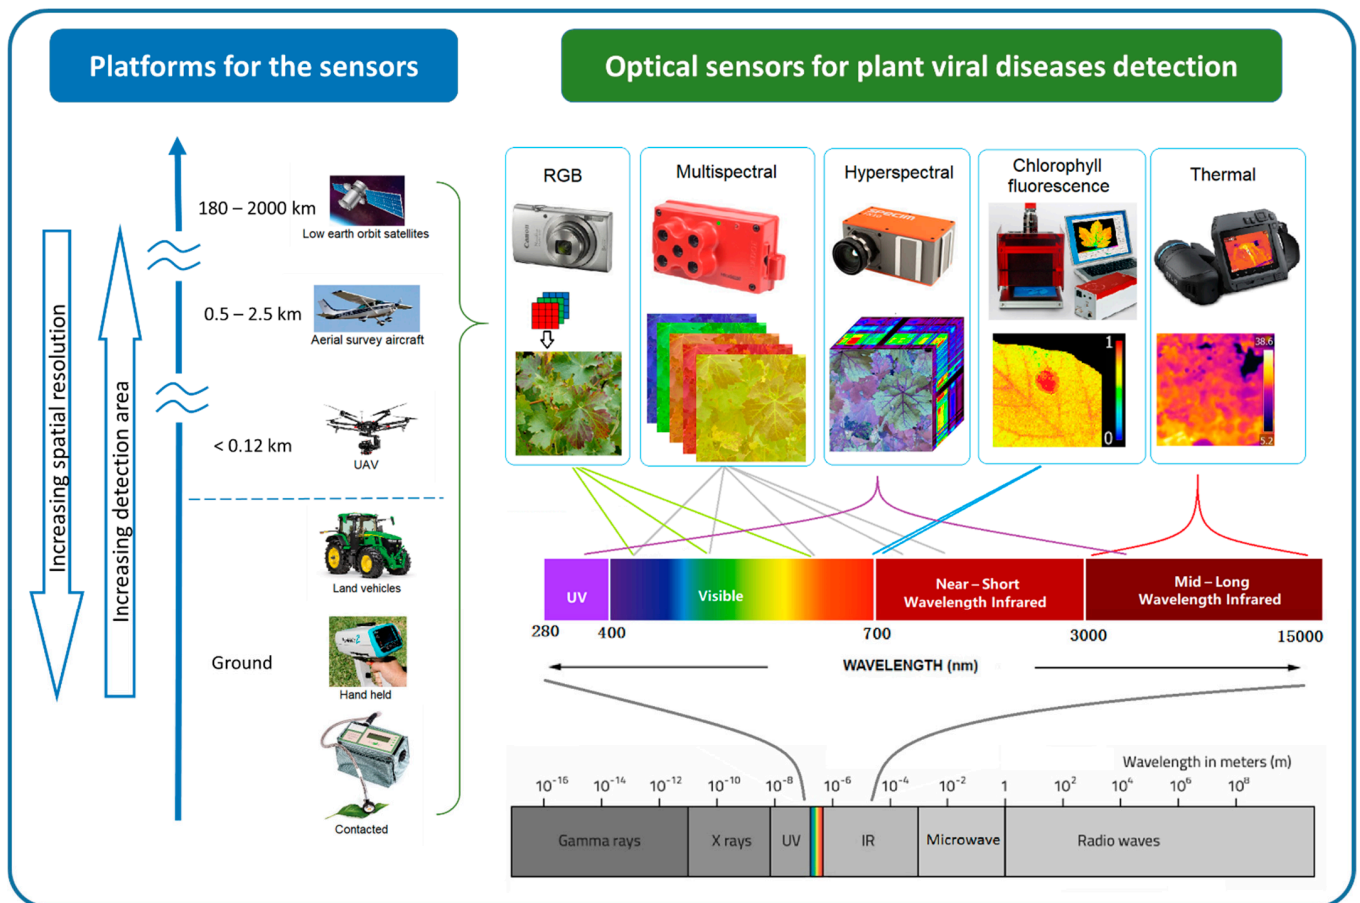 Platforms for the sensors
Optical sensors for plant viral diseases detection
180 – 2000 km
Low earth orbit satellites
0.5 – 2.5 km
Aerial survey aircraft
< 0.12 km
UAV
Land vehicles
Ground
Hand held
Contacted
Increasing spatial resolution
Increasing detection area
RGB
Canon
Multispectral
Hyperspectral
SPECIM
Chlorophyll
fluorescence
1
0
Thermal
38.6
5.2
UV
Visible
Near – Short
Wavelength Infrared
Mid – Long
Wavelength Infrared
280
400
700
3000
15000
WAVELENGTH (nm)
Wavelength in meters (m)
10⁻¹⁶
10⁻¹⁴
10⁻¹²
10⁻¹⁰
10⁻⁸
10⁻⁶
10⁻⁴
10⁻²
1
10²
10⁴
10⁶
10⁸
Gamma rays
X rays
UV
IR
Microwave
Radio waves